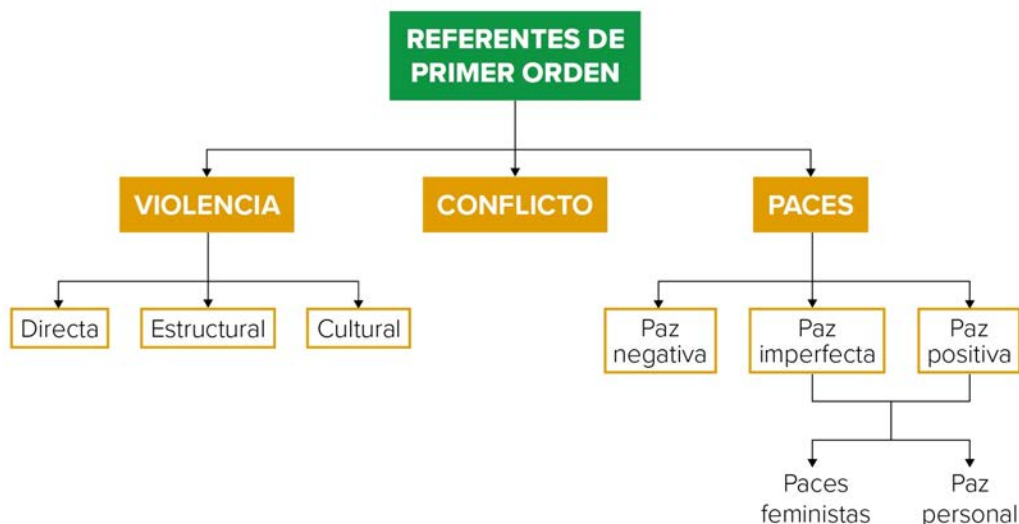 REFERENTES DE
PRIMER ORDEN
VIOLENCIA
CONFLICTO
PACES
Directa
Estructural
Cultural
Paz
negativa
Paz
imperfecta
Paz
positiva
Paces
feministas
Paz
personal